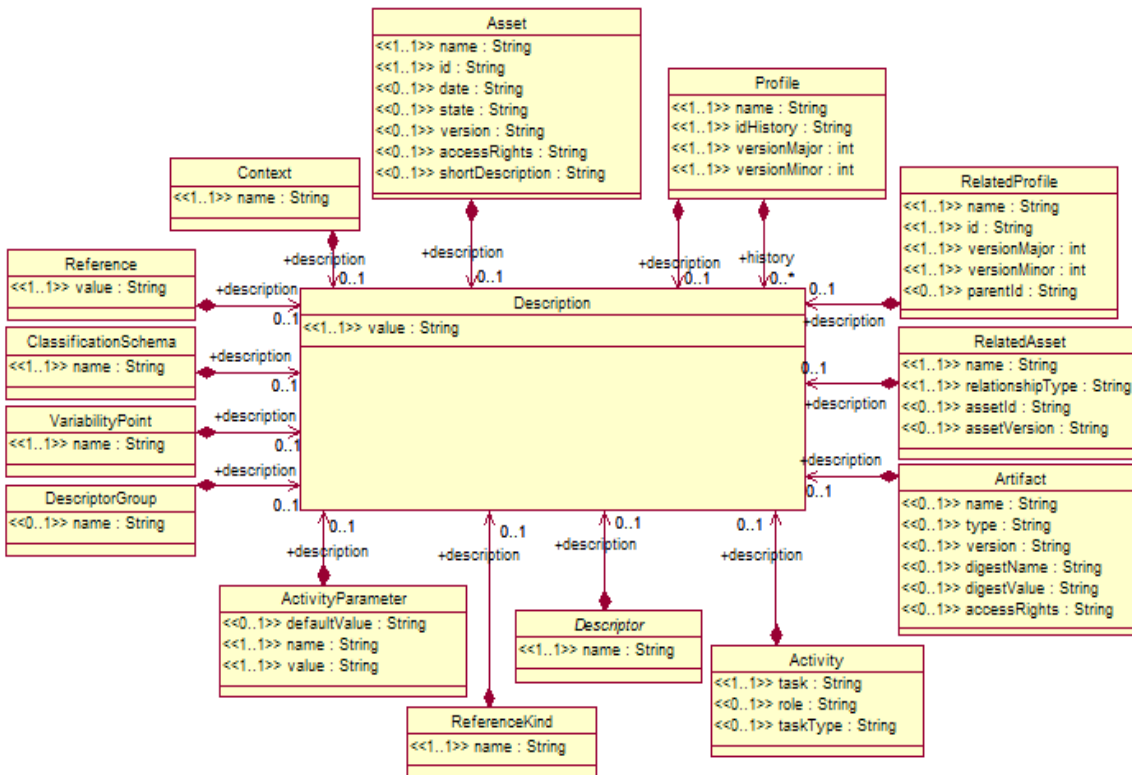 Asset
<<1..1>> name : String
<<1..1>> id : String
<<0..1>> date : String
<<0..1>> state : String
<<0..1>> version : String
<<0..1>> accessRights : String
<<0..1>> shortDescription : String
Profile
<<1..1>> name : String
<<1..1>> idHistory : String
<<1..1>> versionMajor : int
<<1..1>> versionMinor : int
Context
<<1..1>> name : String
RelatedProfile
<<1..1>> name : String
<<1..1>> id : String
<<1..1>> versionMajor : int
<<1..1>> versionMinor : int
<<0..1>> parentId : String
Reference
<<1..1>> value : String
+description
0..1
+description
0..1
+description
0..1
+history
0..*
+description
0..1
0..1
+description
Description
<<1..1>> value : String
ClassificationSchema
<<1..1>> name : String
+description
0..1
RelatedAsset
<<1..1>> name : String
<<1..1>> relationshipType : String
<<0..1>> assetId : String
<<0..1>> assetVersion : String
0..1
+description
VariabilityPoint
<<1..1>> name : String
+description
0..1
DescriptorGroup
<<0..1>> name : String
+description
0..1
+description
0..1
Artifact
<<0..1>> name : String
<<0..1>> type : String
<<0..1>> version : String
<<0..1>> digestName : String
<<0..1>> digestValue : String
<<0..1>> accessRights : String
0..1
+description
0..1
+description
0..1
+description
0..1
+description
ActivityParameter
<<0..1>> defaultValue : String
<<1..1>> name : String
<<1..1>> value : String
Descriptor
<<1..1>> name : String
Activity
<<1..1>> task : String
<<0..1>> role : String
<<0..1>> taskType : String
ReferenceKind
<<1..1>> name : String